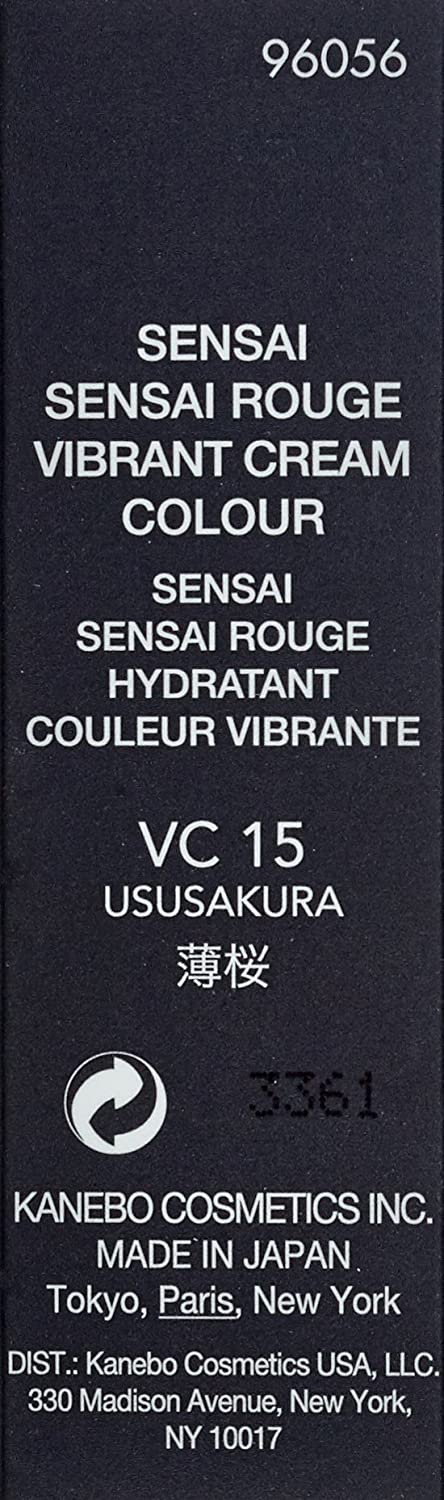 96056
SENSAI
SENSAI ROUGE
VIBRANT CREAM
COLOUR
SENSAI
SENSAI ROUGE
HYDRATANT
COULEUR VIBRANTE
VC 15
USUSAKURA
薄桜
3361
KANEBO COSMETICS INC.
MADE IN JAPAN
Tokyo, Paris, New York
DIST.: Kanebo Cosmetics USA, LLC.
330 Madison Avenue, New York,
NY 10017